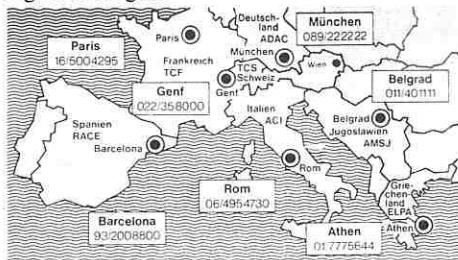 Paris
16/5004295
Paris
Frankreich
TCF
Deutsch-
land
ADAC
München
München
089/222222
Wien
TCS
Schweiz
Genf
Genf
022/358000
Belgrad
011/401111
Belgrad
Jugoslawien
AMSJ
Italien
ACI
Spanien
RACE
Barcelona
Rom
Rom
06/4954730
Barcelona
93/2008800
Grie-
chen-
land
ELPA
Athen
Athen
01 7775644